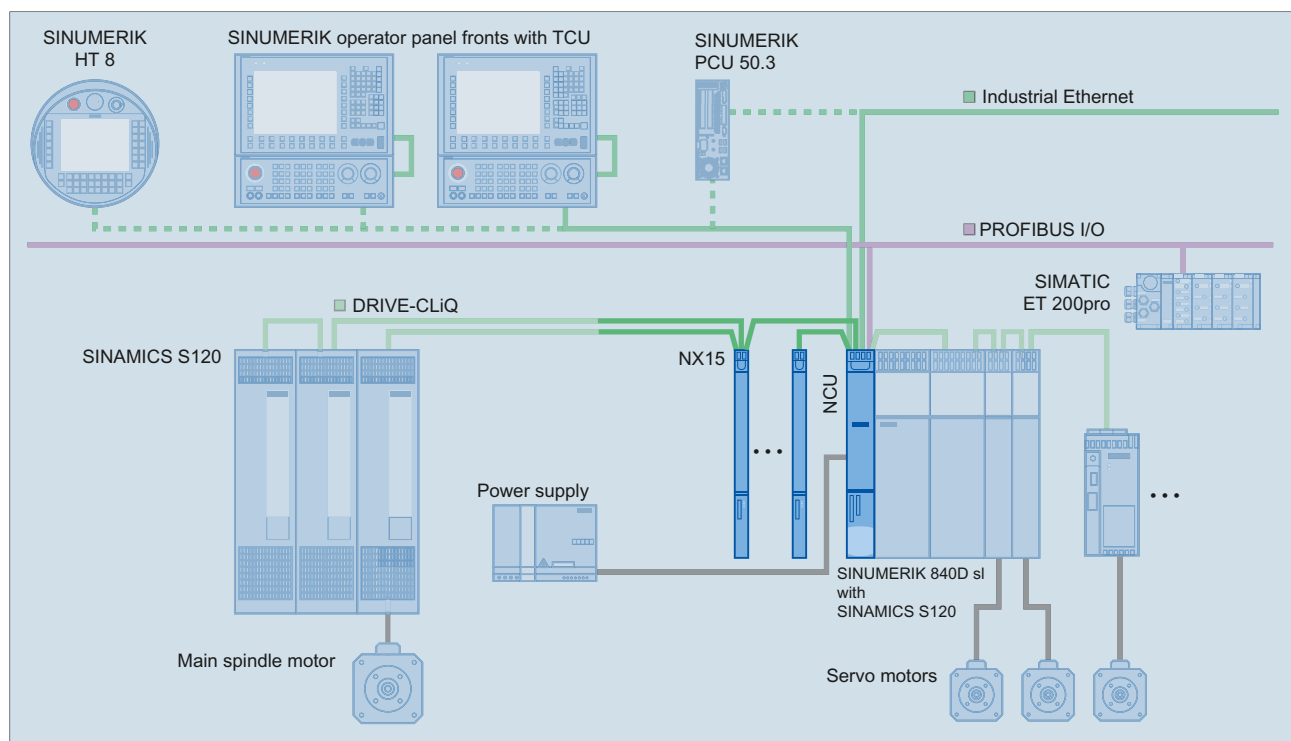 SINUMERIK
HT 8
SINUMERIK operator panel fronts with TCU
SINUMERIK
PCU 50.3
Industrial Ethernet
PROFIBUS I/O
SIMATIC
ET 200pro
DRIVE-CLiQ
SINAMICS S120
NX15
NCU
...
...
Power supply
SINUMERIK 840D sl
with
SINAMICS S120
Main spindle motor
Servo motors